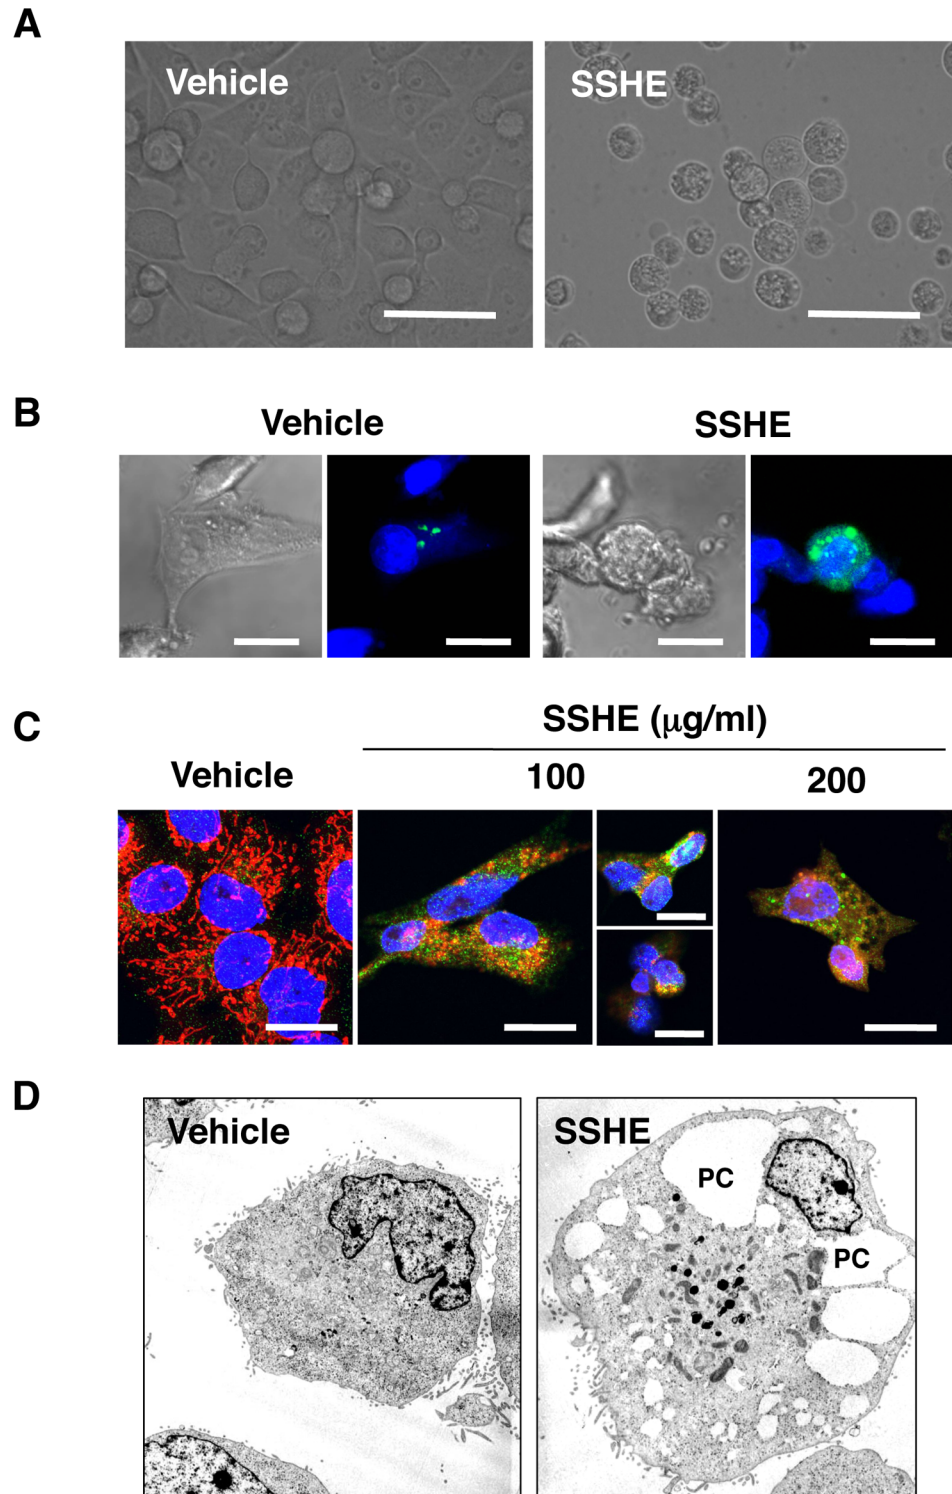 A
Vehicle
SSHE
B
Vehicle
SSHE
C
SSHE (μg/ml)
Vehicle
100
200
D
Vehicle
SSHE
PC
PC